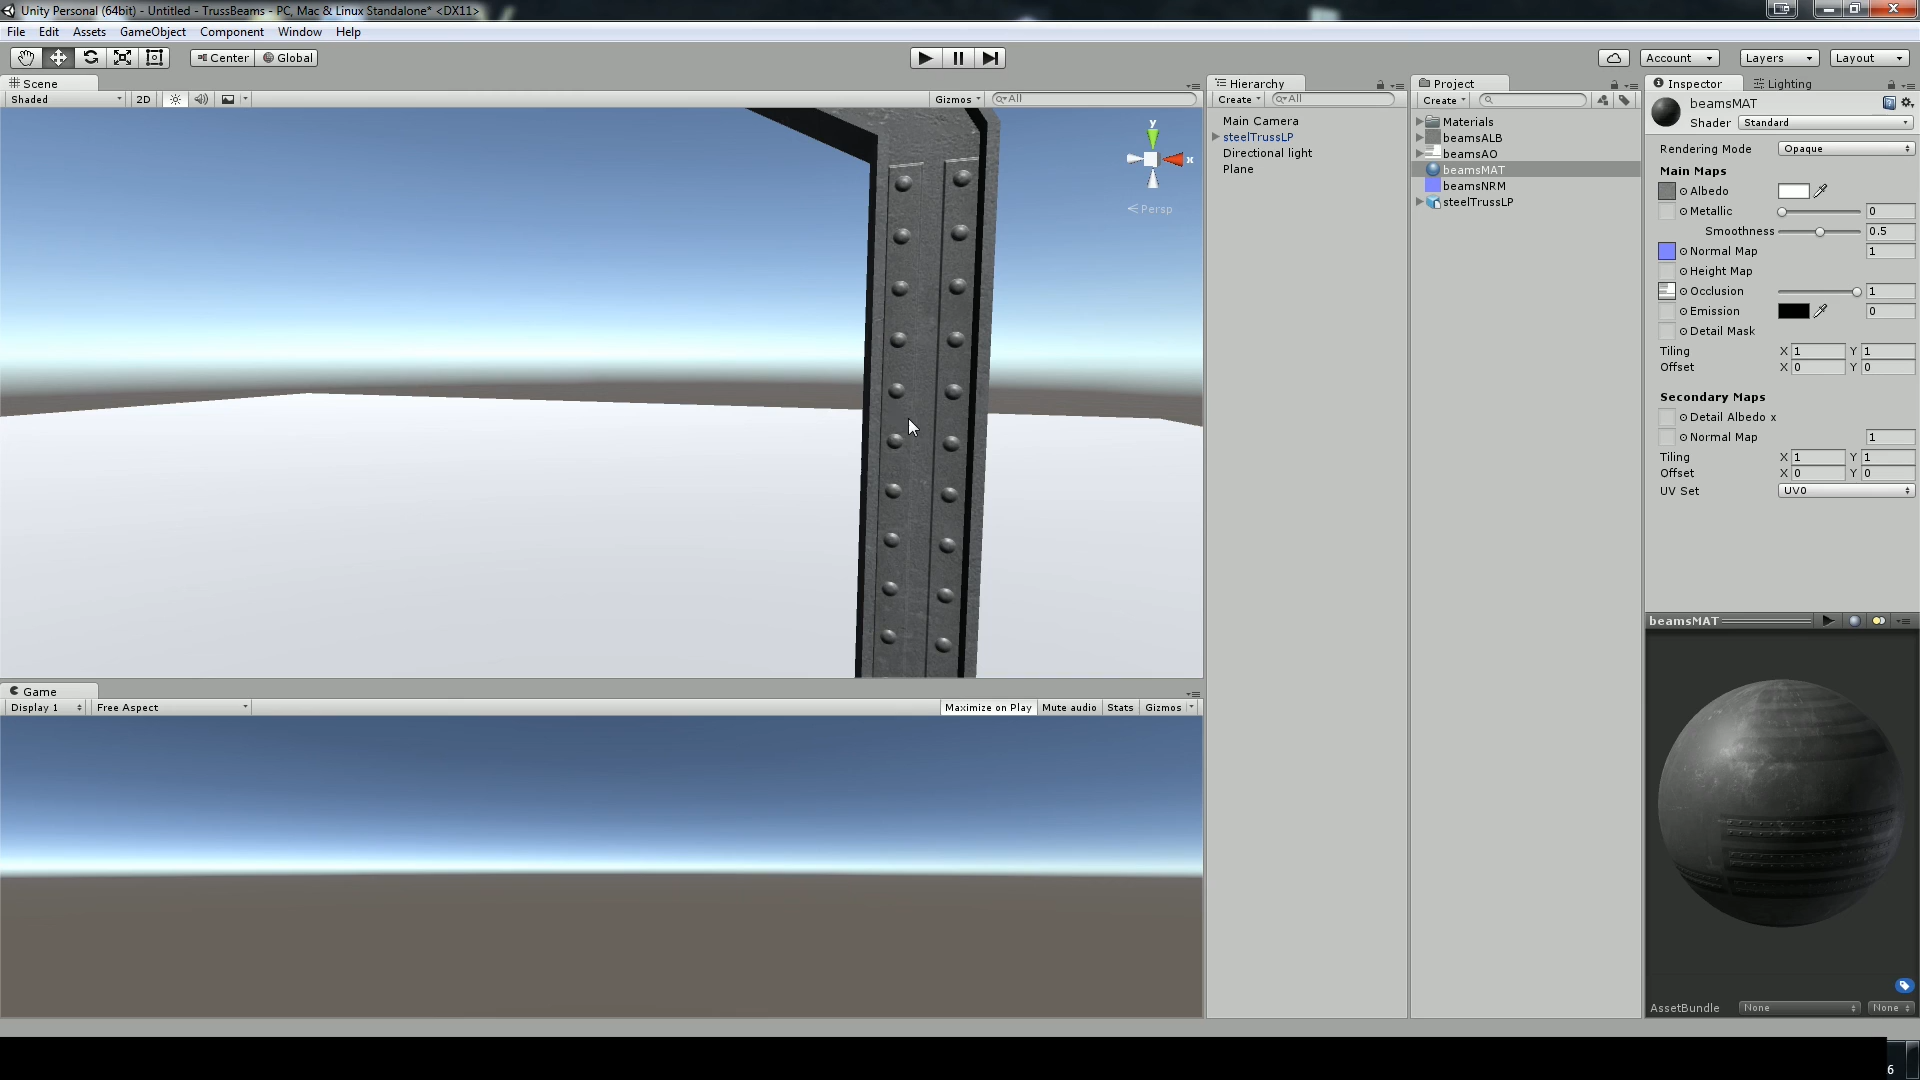 Unity Personal (64bit) - Untitled - TrussBeams - PC, Mac & Linux Standalone* <DX11>
File Edit Assets GameObject Component Window Help
Center Global Account Layers Layout
Scene
Shaded 2D Gizmos All
y
x
Persp
Game
Display 1 Free Aspect Maximize on Play Mute audio Stats Gizmos
Hierarchy
Create All
Main Camera
steelTrussLP
Directional light
Plane
Project
Create
Materials
beamsALB
beamsAO
beamsMAT
beamsNRM
steelTrussLP
Inspector Lighting
beamsMAT
Shader Standard
Rendering Mode Opaque
Main Maps
Albedo
Metallic 0
Smoothness 0.5
Normal Map 1
Height Map
Occlusion 1
Emission 0
Detail Mask
Tiling X 1 Y 1
Offset X 0 Y 0
Secondary Maps
Detail Albedo x
Normal Map 1
Tiling X 1 Y 1
Offset X 0 Y 0
UV Set UV0
beamsMAT
AssetBundle None None
6